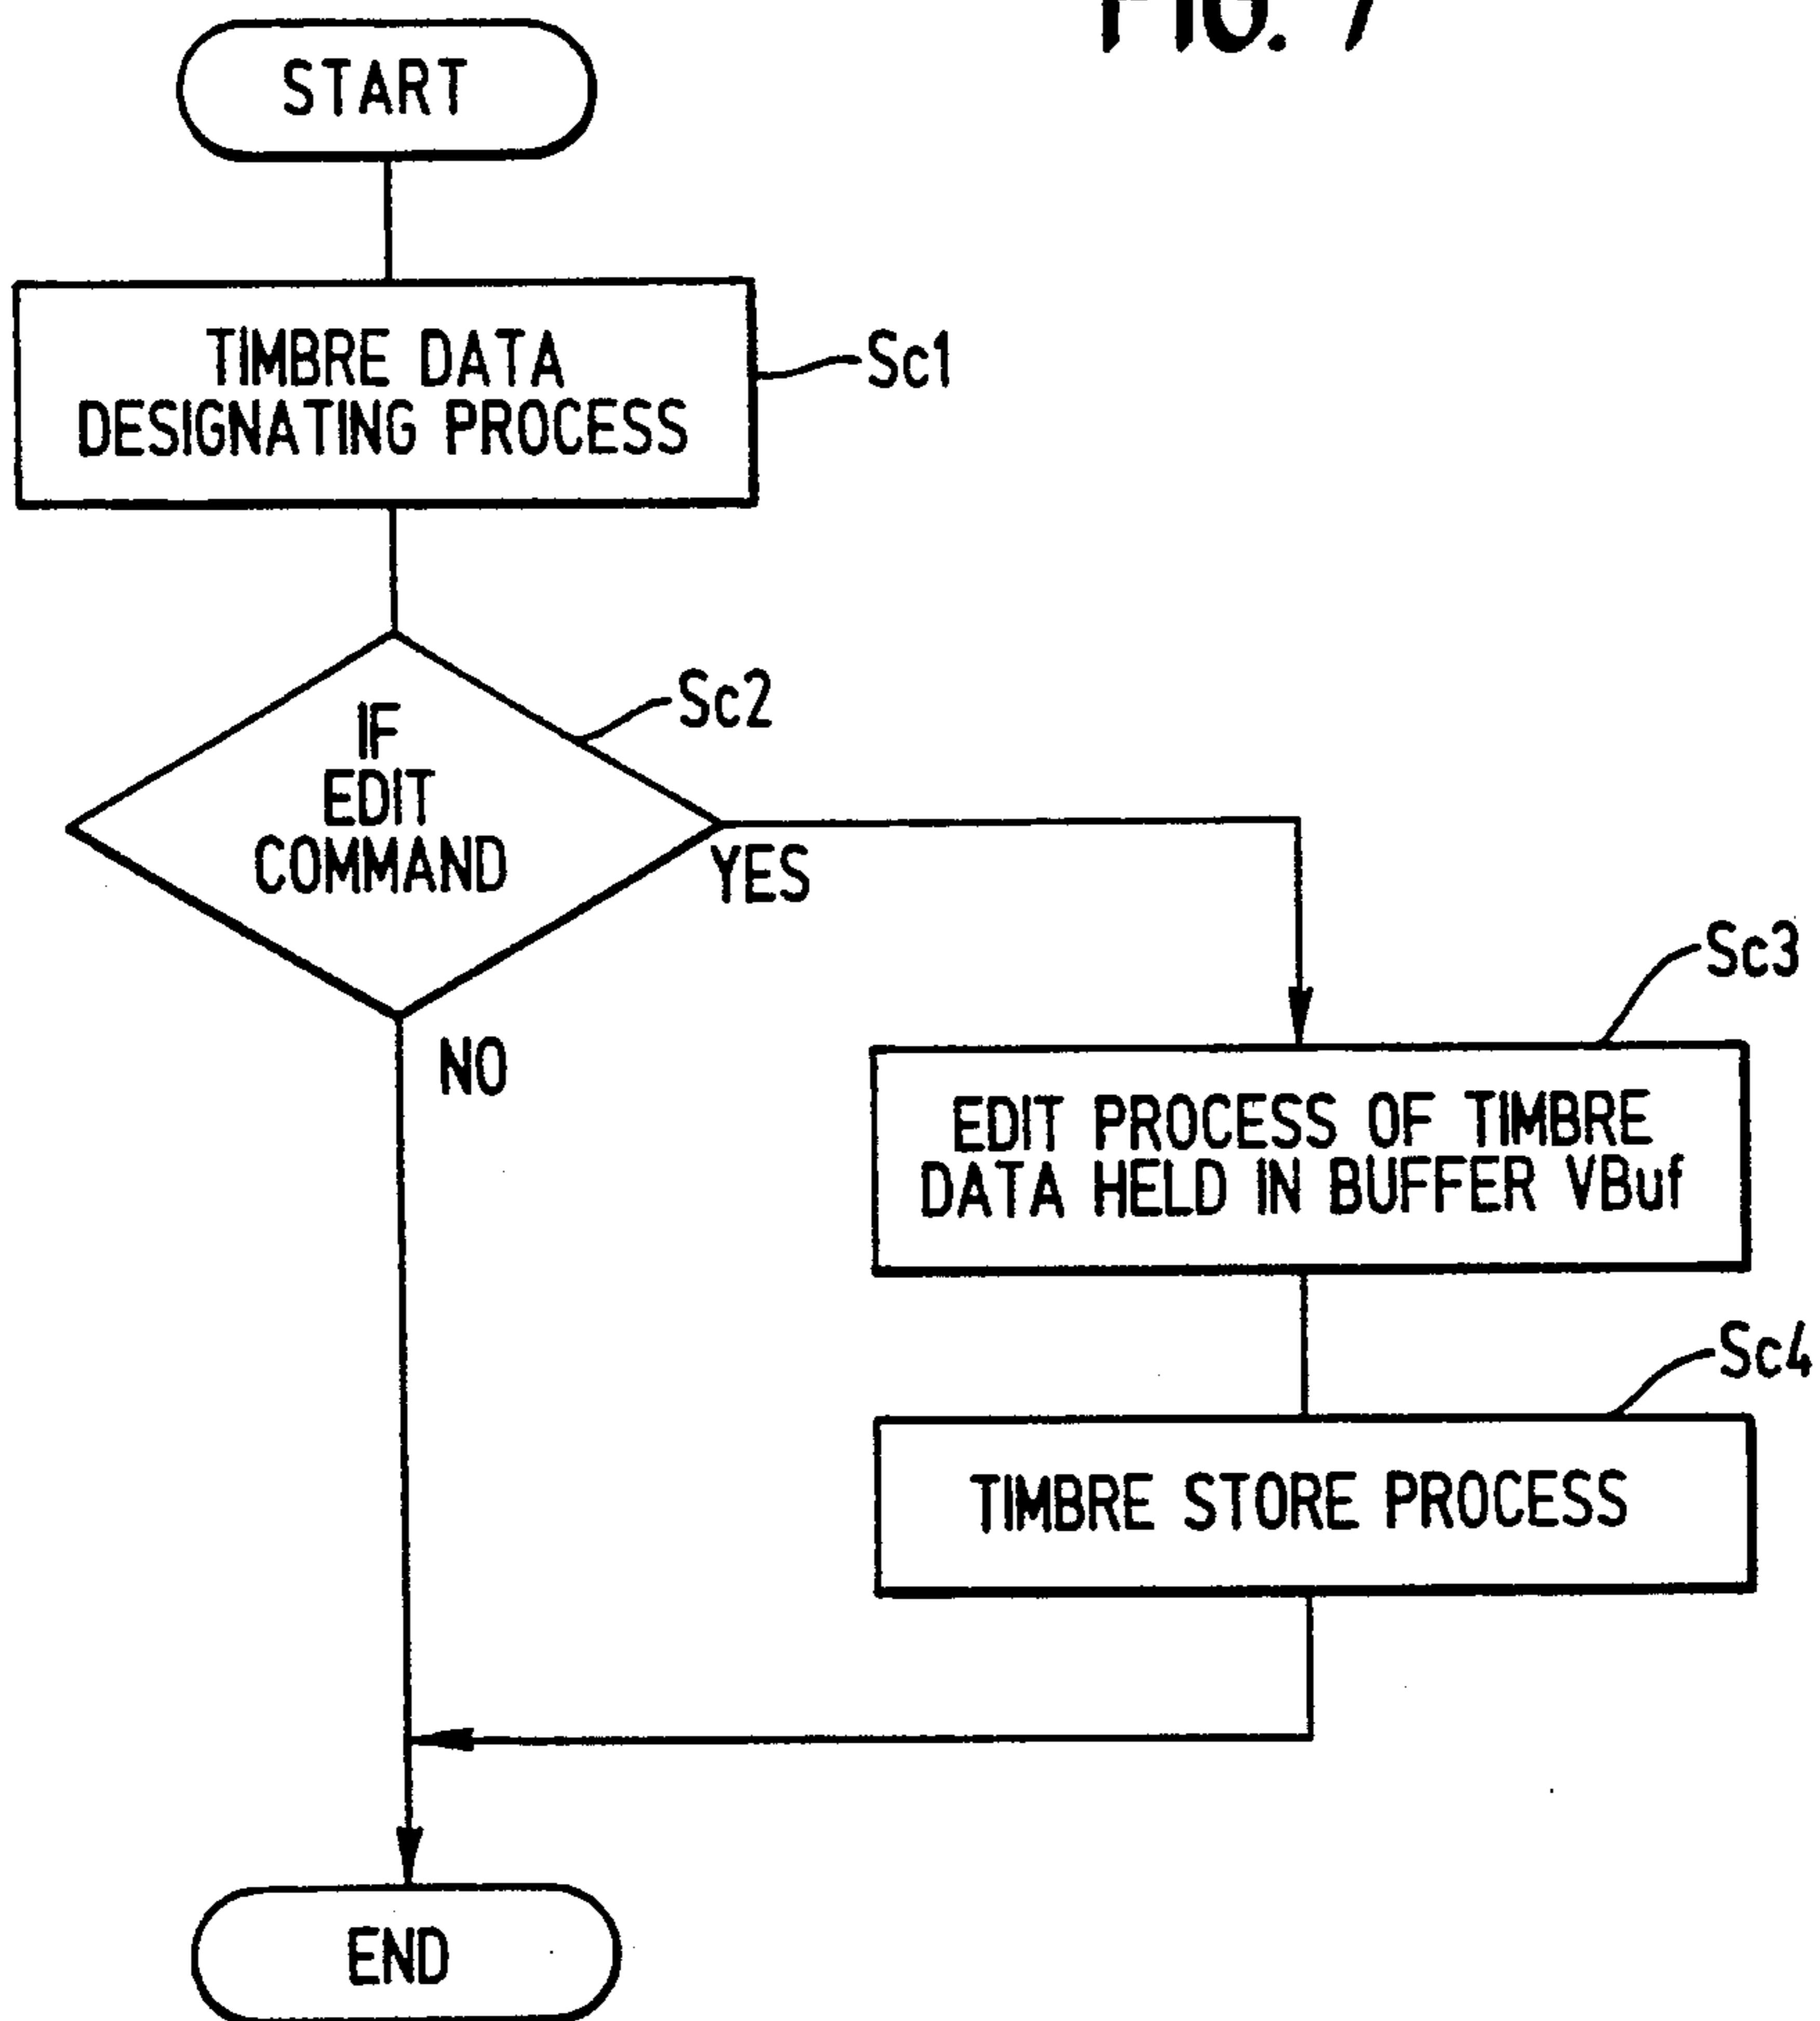 FIG. 7
START
TIMBRE DATA
DESIGNATING PROCESS
Sc1
IF
EDIT
COMMAND
Sc2
YES
NO
Sc3
EDIT PROCESS OF TIMBRE
DATA HELD IN BUFFER VBuf
Sc4
TIMBRE STORE PROCESS
END